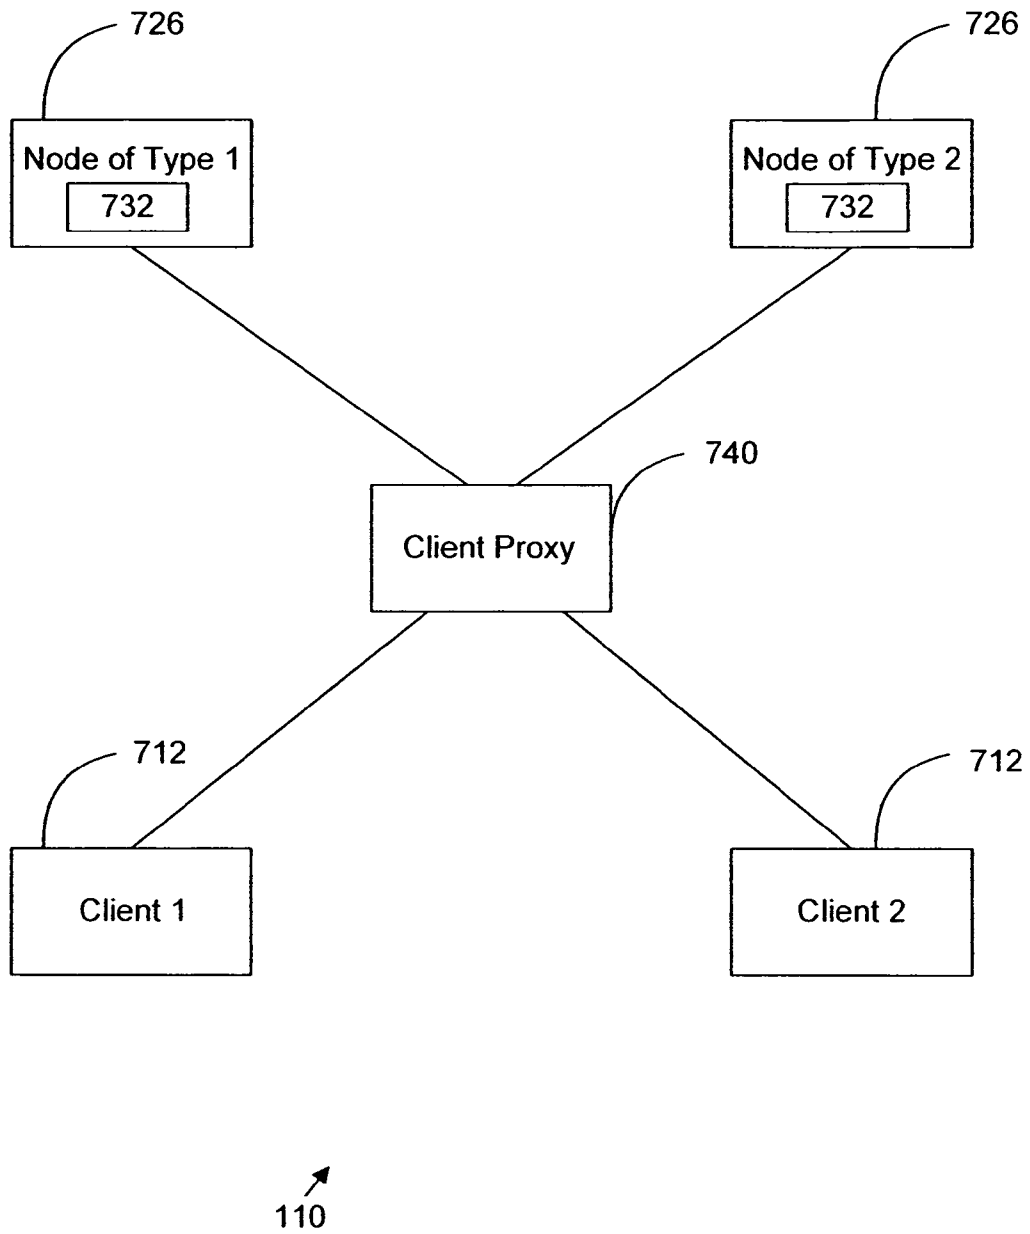 726
726
Node of Type 1
732
Node of Type 2
732
740
Client Proxy
712
712
Client 1
Client 2
110